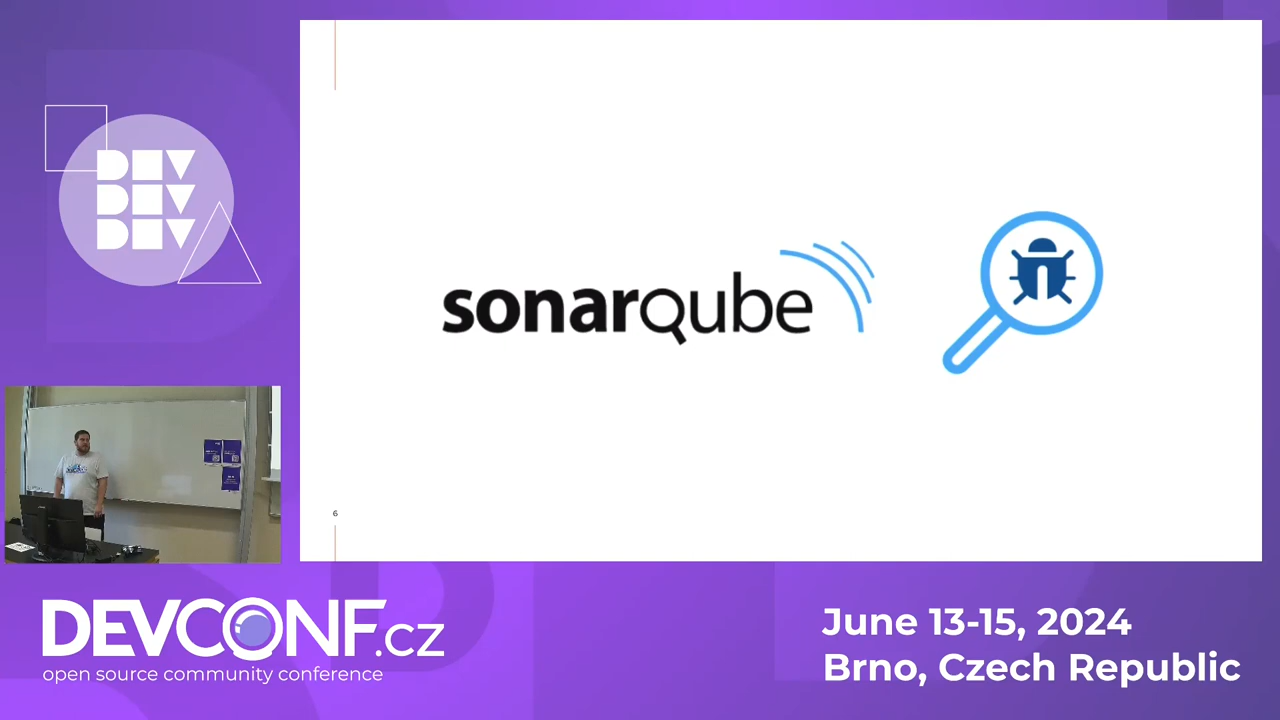 DEV
DEV
DEV
sonarqube
6
DEVCONF.cz
open source community conference
June 13-15, 2024
Brno, Czech Republic